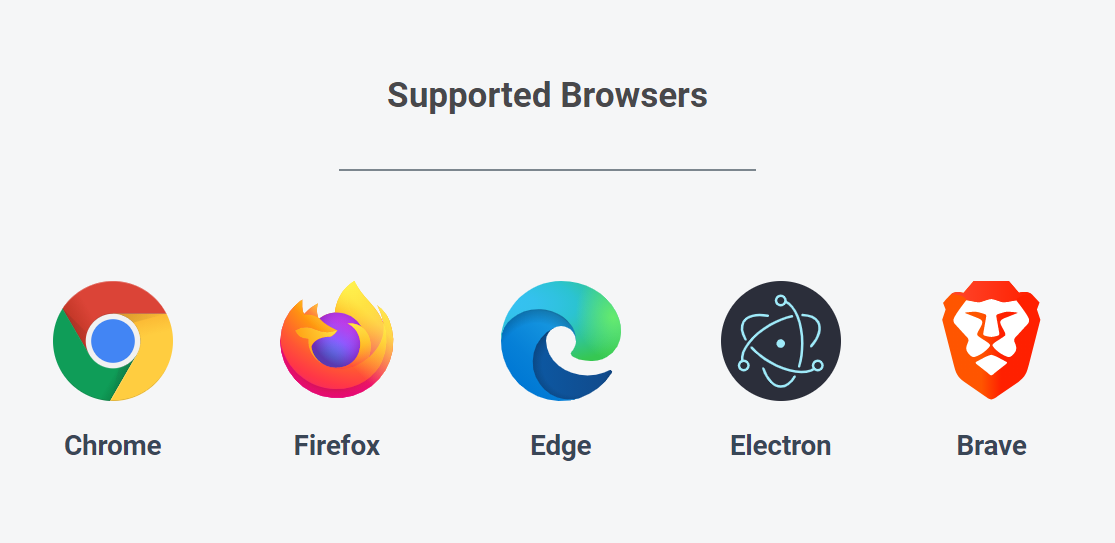 Supported Browsers
Chrome
Firefox
Edge
Electron
Brave